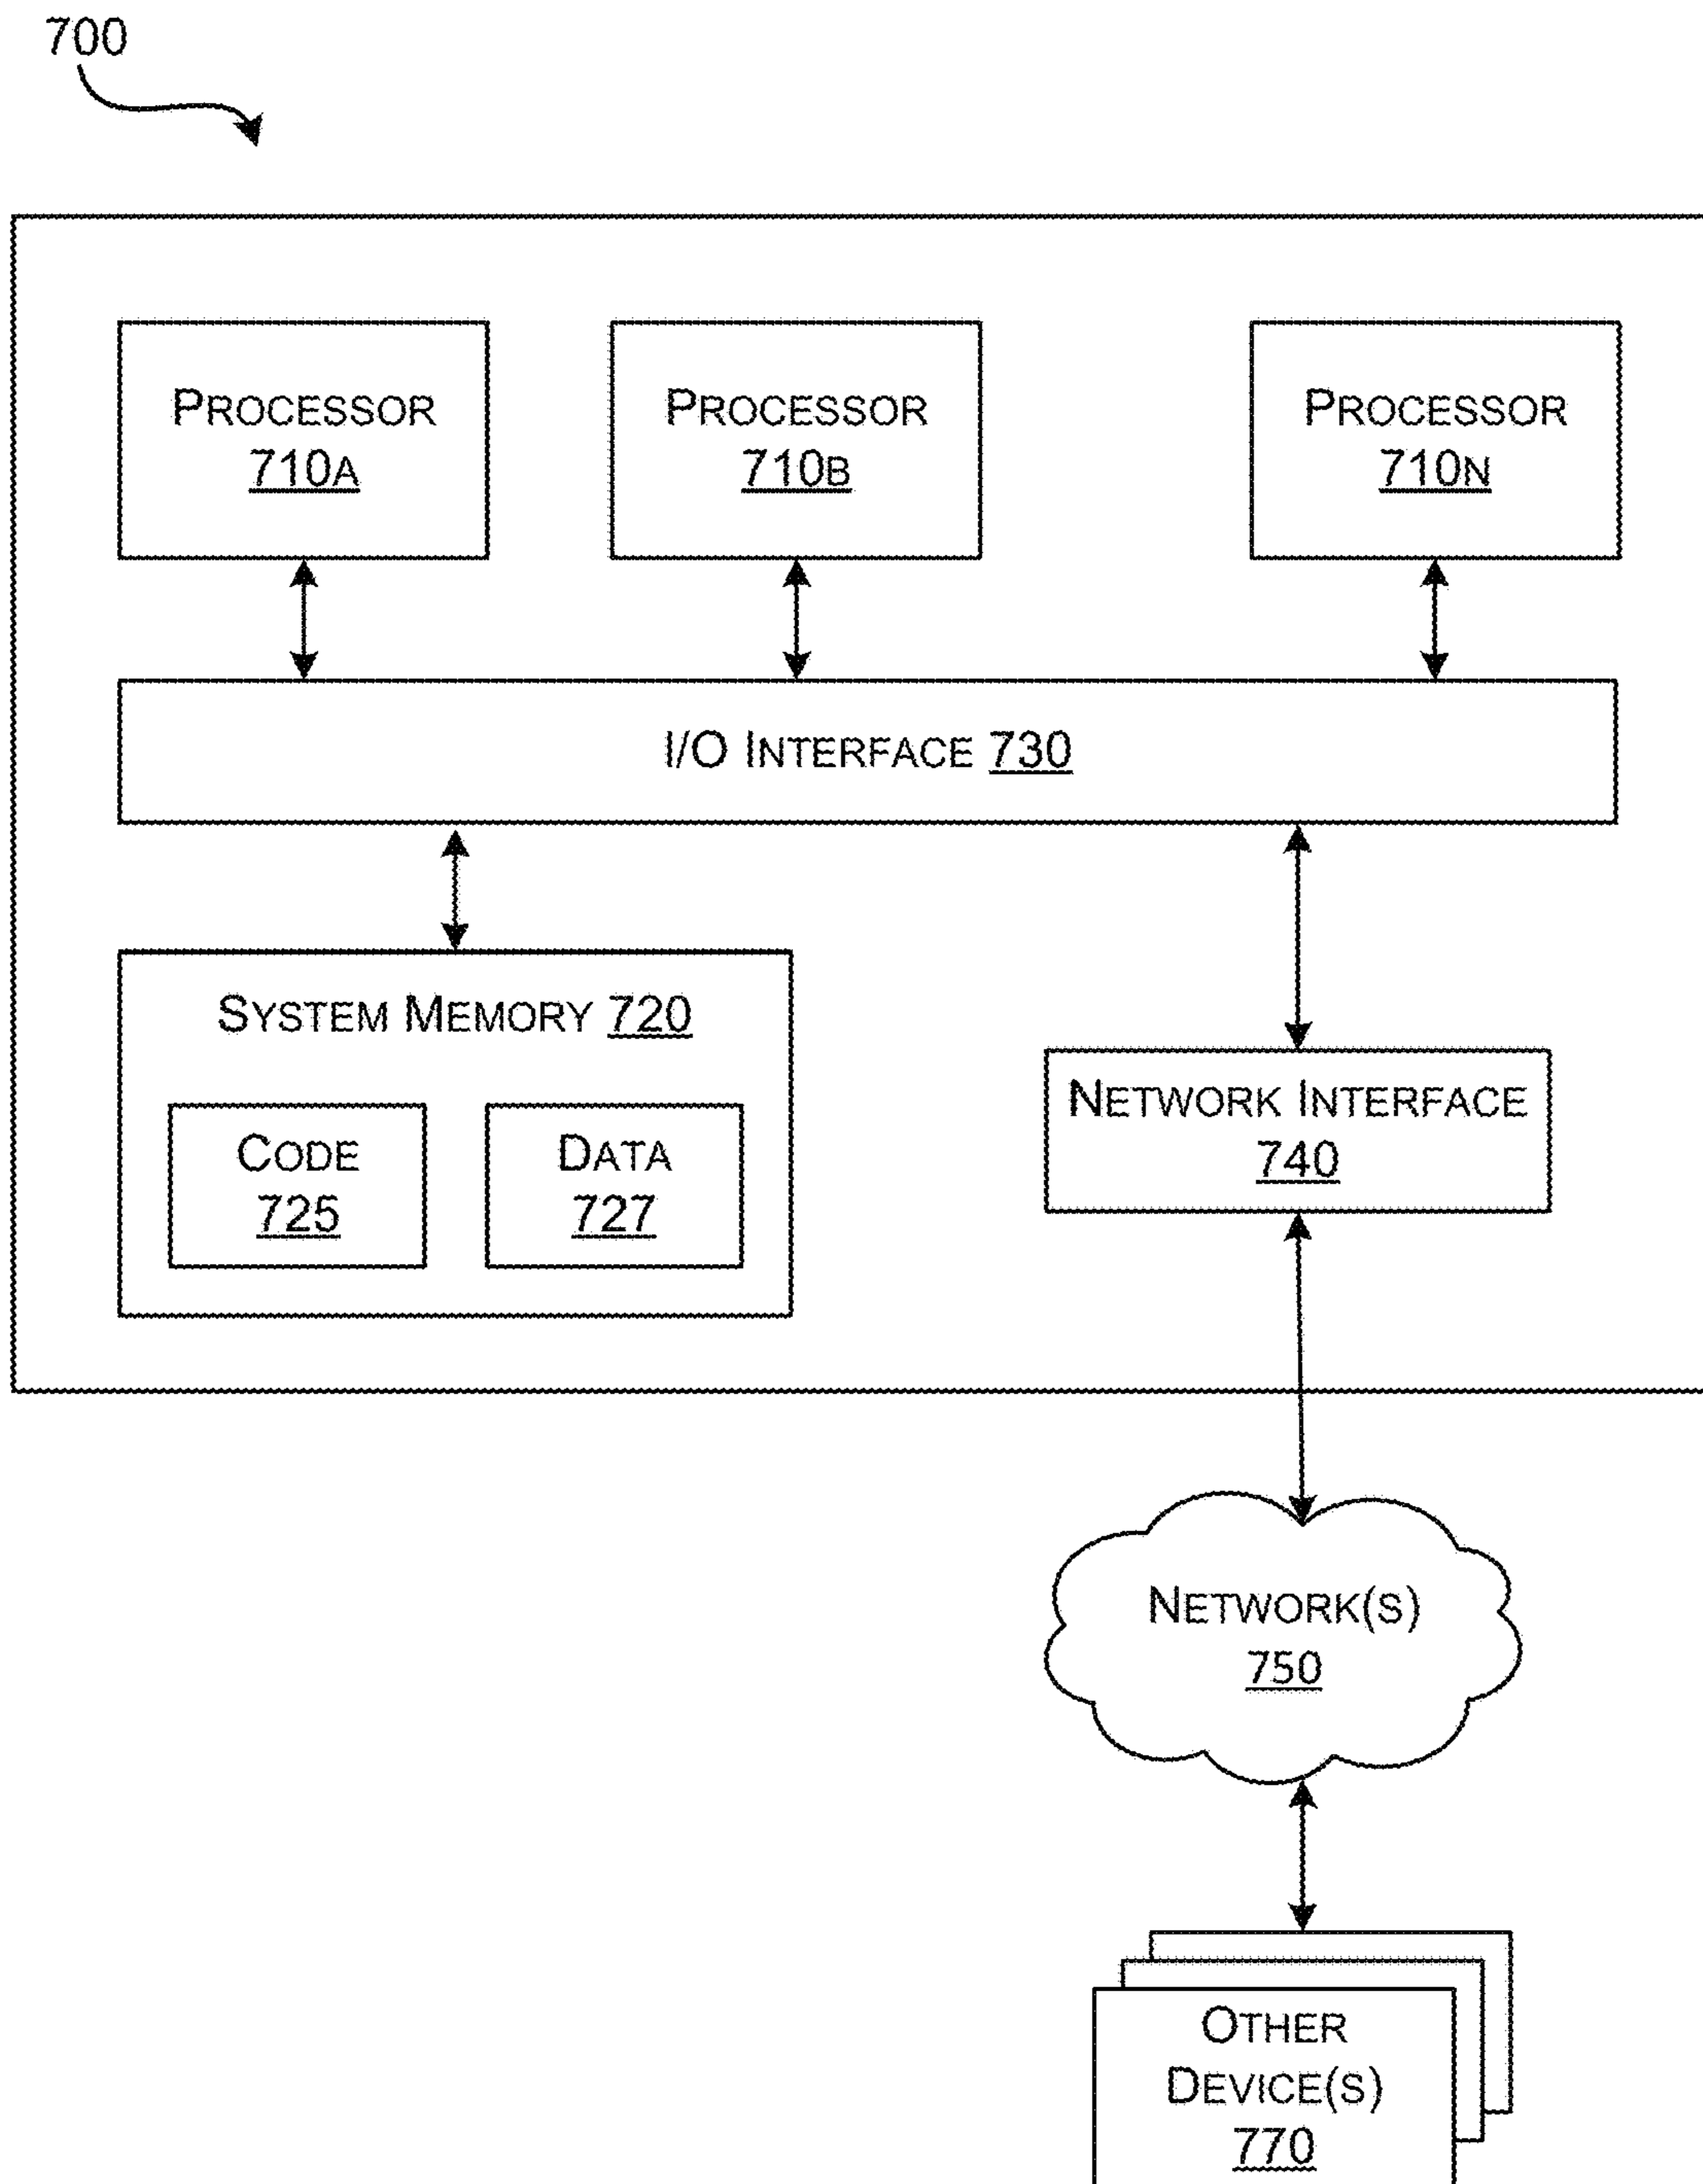 700
PROCESSOR
710A
PROCESSOR
710B
PROCESSOR
710N
I/O INTERFACE 730
SYSTEM MEMORY 720
CODE
725
DATA
727
NETWORK INTERFACE
740
NETWORK(S)
750
OTHER
DEVICE(S)
770